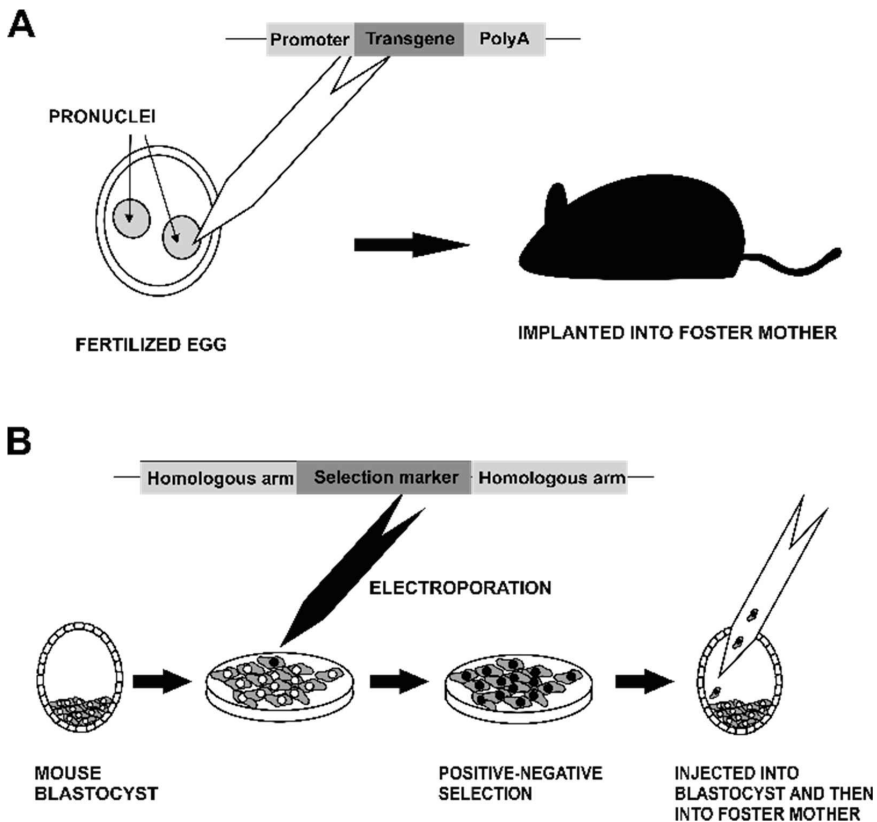 A
Promoter Transgene PolyA
PRONUCLEI
FERTILIZED EGG
IMPLANTED INTO FOSTER MOTHER
B
Homologous arm Selection marker Homologous arm
ELECTROPORATION
MOUSE
BLASTOCYST
POSITIVE-NEGATIVE
SELECTION
INJECTED INTO
BLASTOCYST AND THEN
INTO FOSTER MOTHER